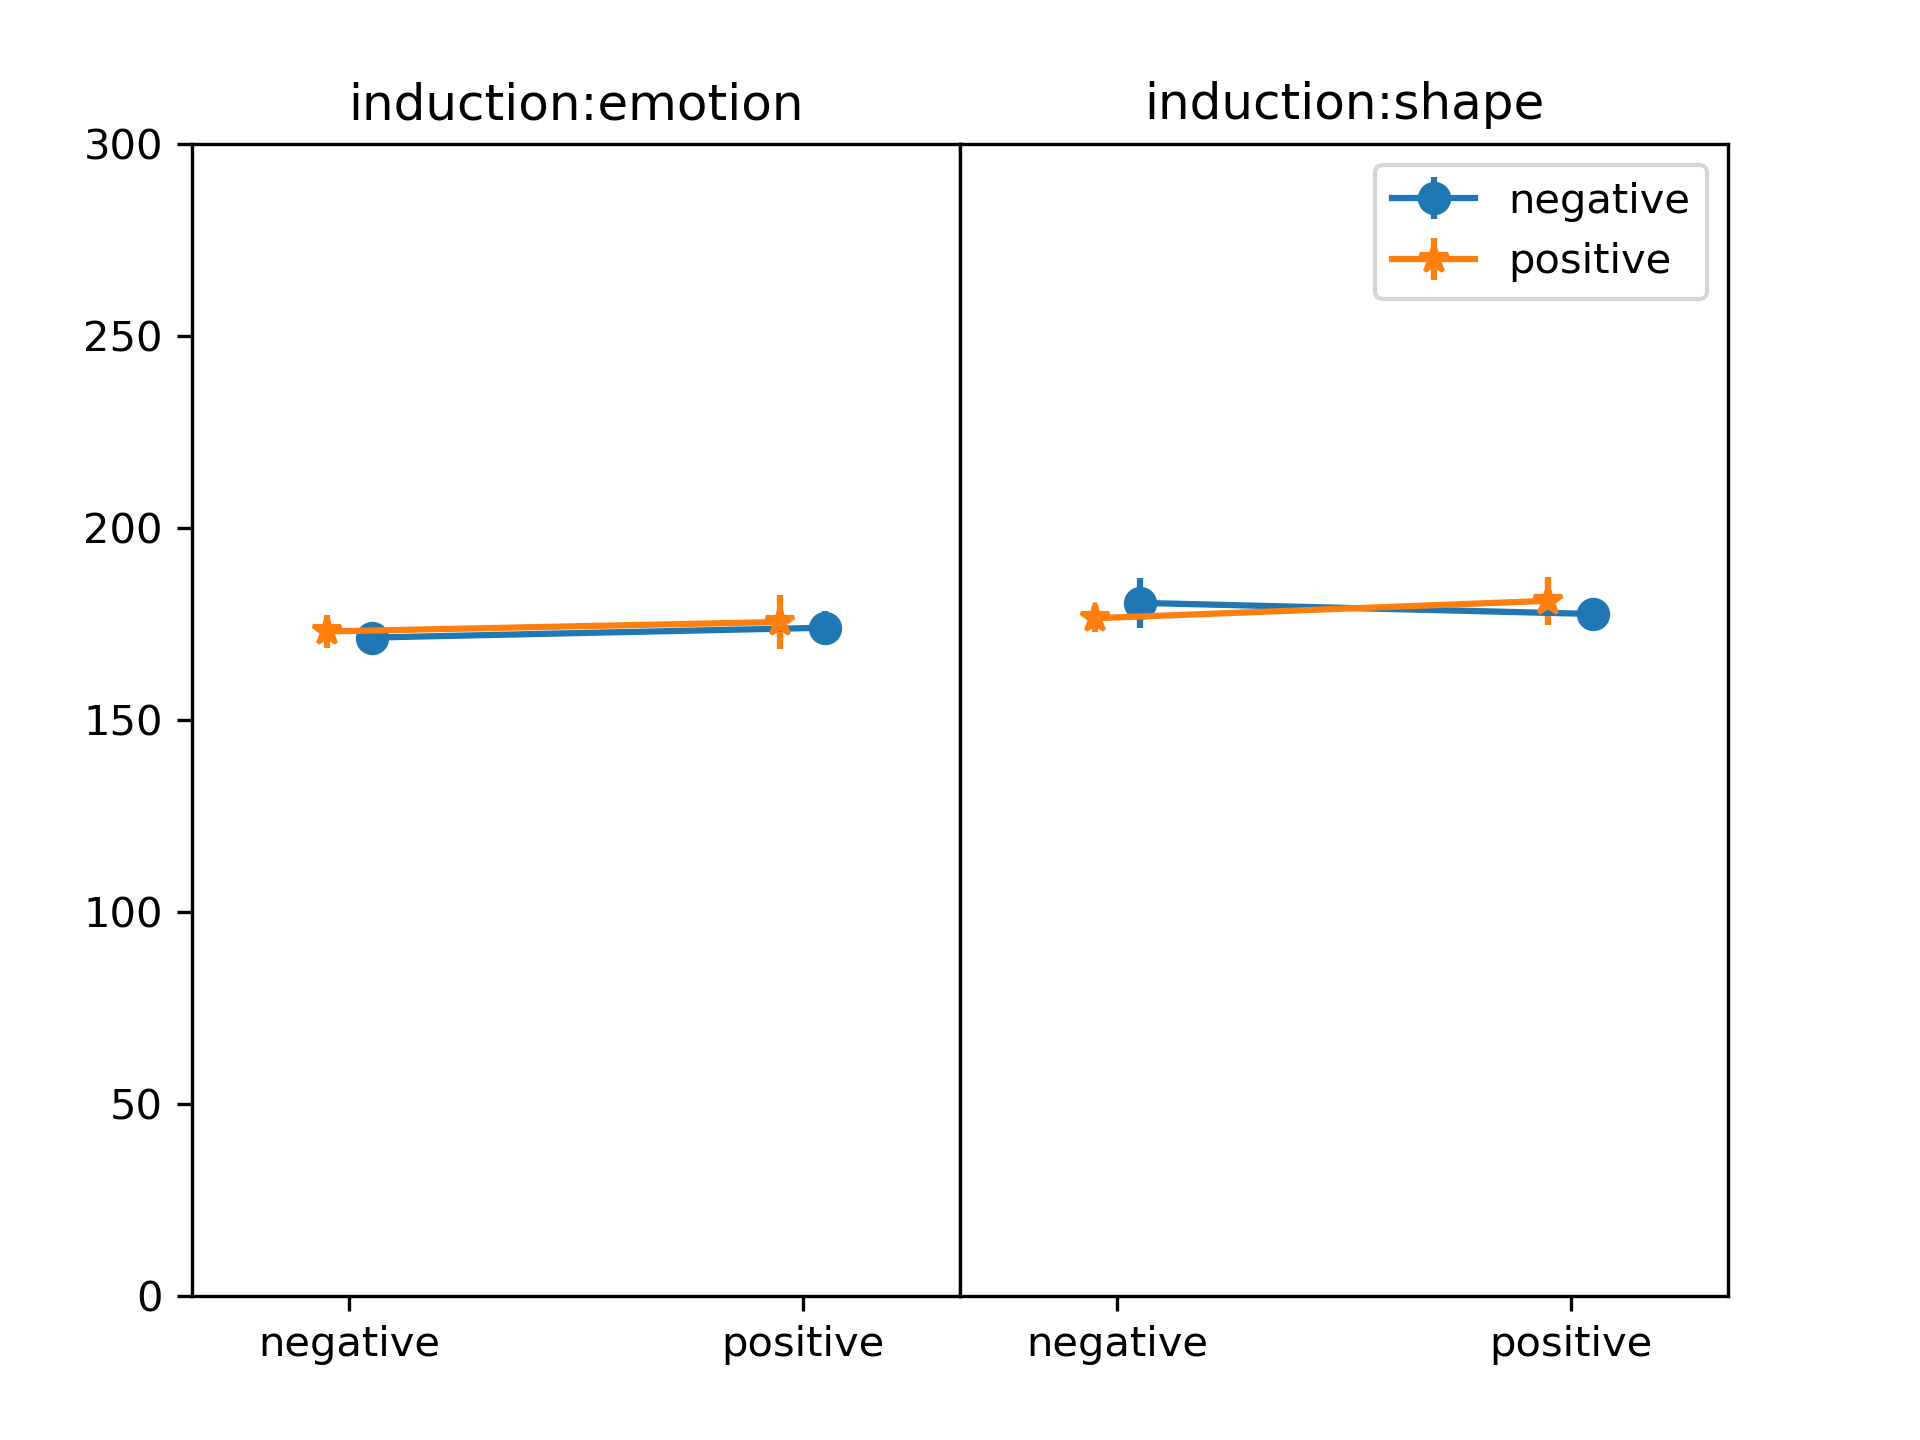 induction:emotion
induction:shape
300
250
200
150
100
50
0
negative
positive
negative
positive
negative
positive